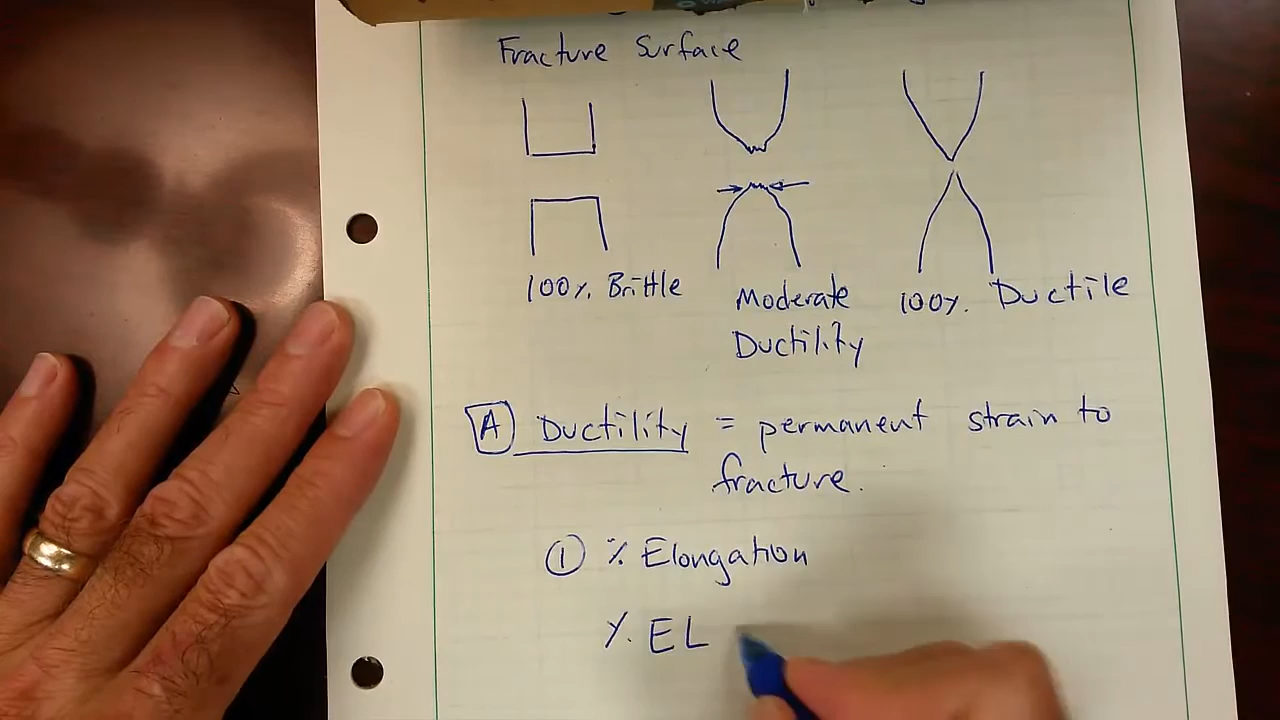 Fracture Surface
100% Brittle
Moderate
Ductility
100% Ductile
A Ductility = permanent strain to
fracture.
1 % Elongation
% EL